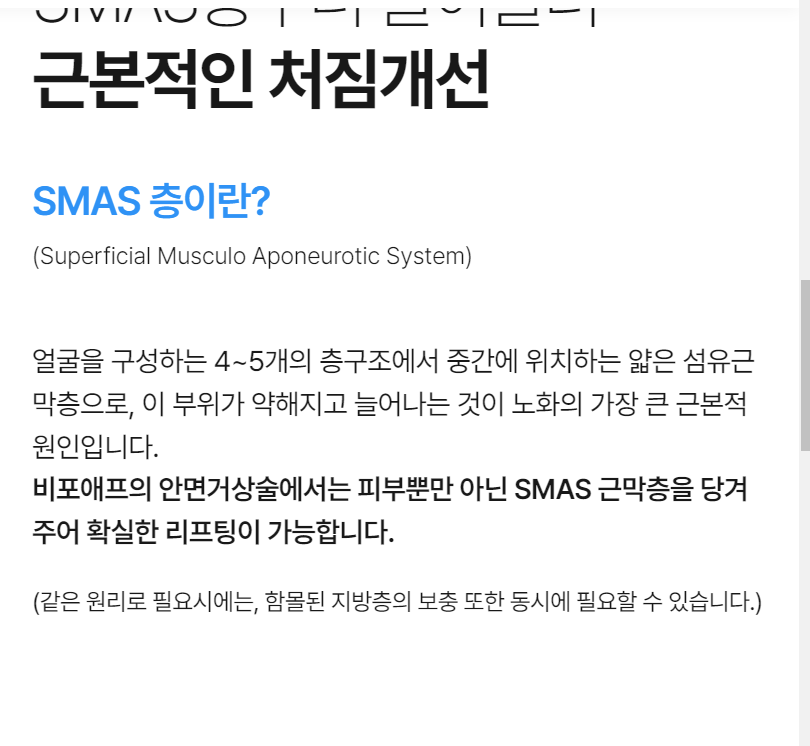 근본적인 처짐개선
SMAS 층이란?
(Superficial Musculo Aponeurotic System)
얼굴을 구성하는 4~5개의 층구조에서 중간에 위치하는 얇은 섬유근
막층으로, 이 부위가 약해지고 늘어나는 것이 노화의 가장 큰 근본적
원인입니다.
비포애프의 안면거상술에서는 피부뿐만 아닌 SMAS 근막층을 당겨
주어 확실한 리프팅이 가능합니다.
(같은 원리로 필요시에는, 함몰된 지방층의 보충 또한 동시에 필요할 수 있습니다.)